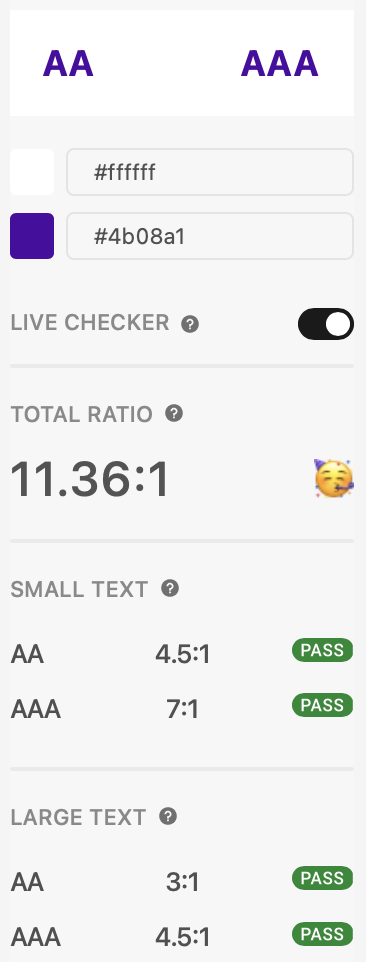 AA AAA
#ffffff
#4b08a1
LIVE CHECKER ?
TOTAL RATIO ?
11.36:1
SMALL TEXT ?
AA 4.5:1 PASS
AAA 7:1 PASS
LARGE TEXT ?
AA 3:1 PASS
AAA 4.5:1 PASS